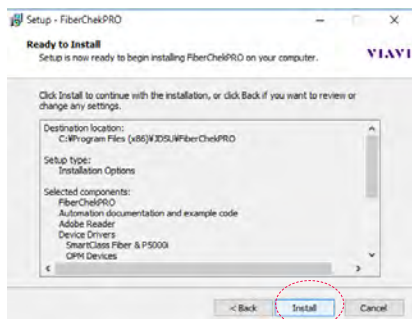 Setup - FiberChekPRO
Ready to Install
Setup is now ready to begin installing FiberChekPRO on your computer.
VIAVI
Click Install to continue with the installation, or click Back if you want to review or
change any settings.
Destination location:
C:₩Program Files (x86)₩JDSU₩FiberChekPRO
Setup type:
Installation Options
Selected components:
FiberChekPRO
Automation documentation and example code
Adobe Reader
Device Drivers
SmartClass Fiber & P5000i
OPM Devices
< Back
Install
Cancel